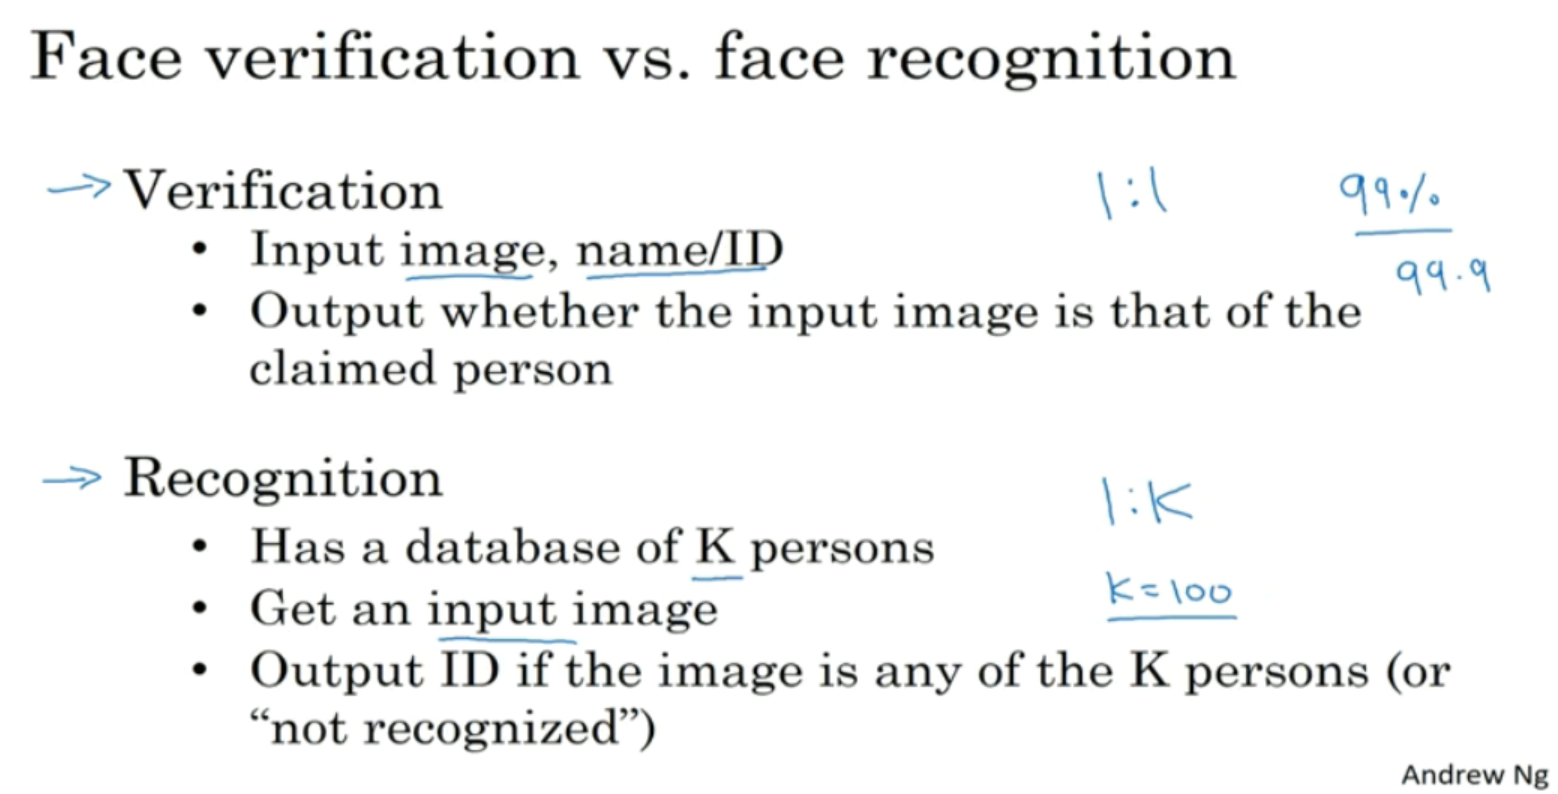 Face verification vs. face recognition
→ Verification
1:1
99%
• Input image, name/ID
99.9
• Output whether the input image is that of the
claimed person
→ Recognition
1:K
• Has a database of K persons
K=100
• Get an input image
• Output ID if the image is any of the K persons (or
“not recognized”)
Andrew Ng